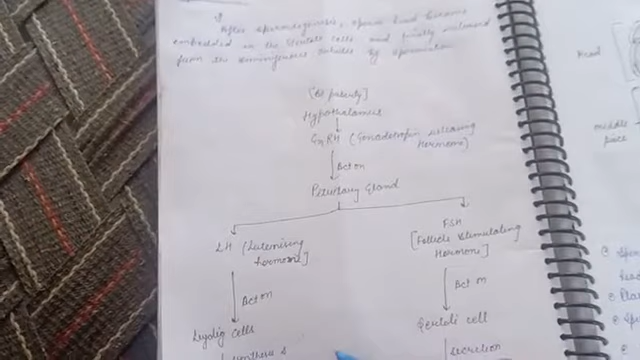 After spermiogenesis, sperm head become
embedded in the Sertoli cells and finally released
from the seminiferous tubules by spermiation
[At puberty]
Hypothalamus
GnRH (Gonadotropin releasing
Hormone)
Act on
Pituitary Gland
LH (Luteinising
hormone]
FSH
[Follicle stimulating
Hormone]
Act on
Act on
Leydig cells
Sertoli cell
synthesis
secretion
Head
middle
piece